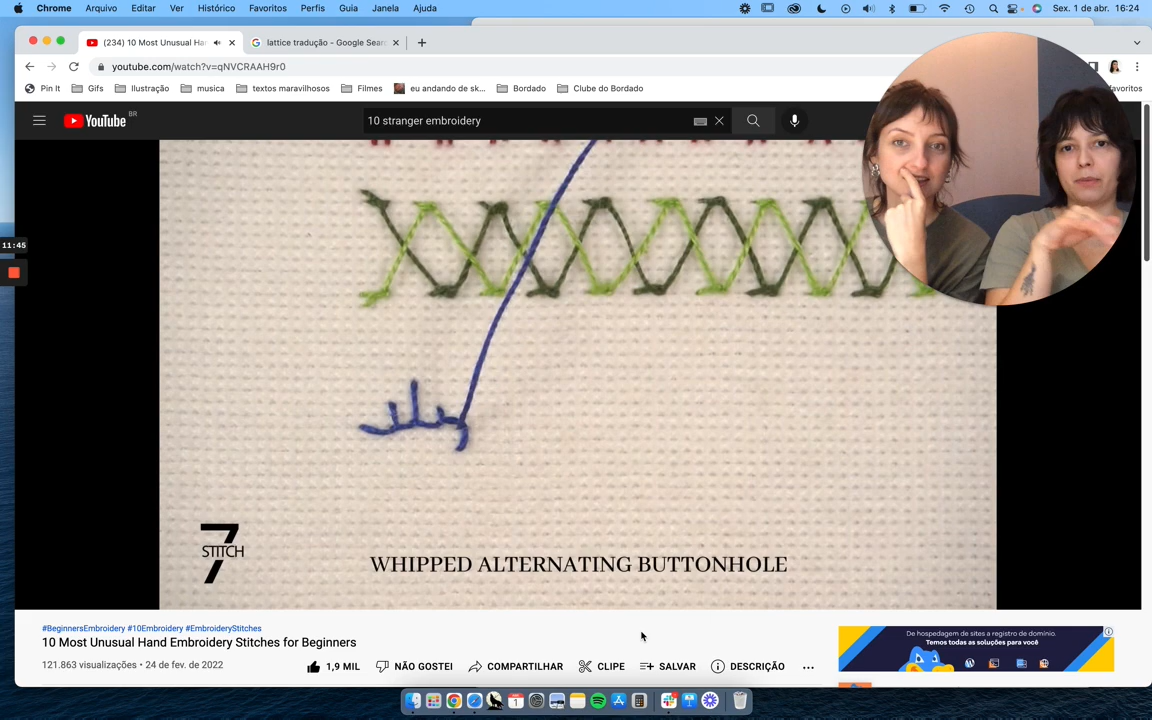 Chrome Arquivo Editar Ver Histórico Favoritos Perfis Guia Janela Ajuda Sex. 1 de abr. 16:24
(234) 10 Most Unusual Ha
lattice tradução - Google Sear
youtube.com/watch?v=qNVCRAAH9r0
Pin It Gifs Ilustração musica textos maravilhosos Filmes eu andando de sk... Bordado Clube do Bordado favoritos
YouTube BR
10 stranger embroidery
11:45
7
STITCH
7
WHIPPED ALTERNATING BUTTONHOLE
#BeginnersEmbroidery #10Embroidery #EmbroideryStitches
10 Most Unusual Hand Embroidery Stitches for Beginners
121.863 visualizações • 24 de fev. de 2022
1,9 MIL NÃO GOSTEI COMPARTILHAR CLIPE SALVAR DESCRIÇÃO ...
De hospedagem de sites a registro de domínio.
Temos todas as soluções para você